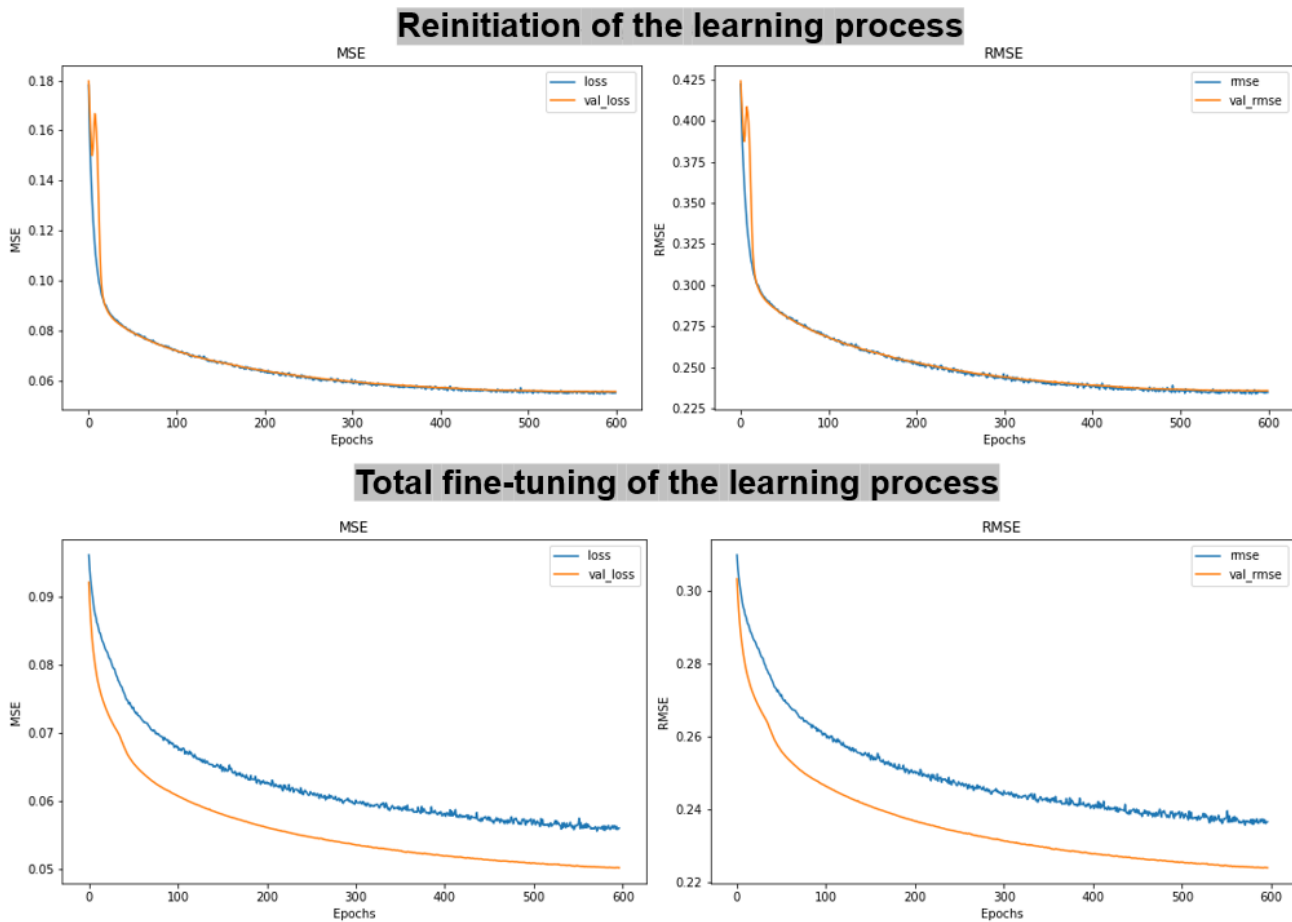 Reinitiation of the learning process
MSE
RMSE
0.18
0.16
0.14
0.12
0.10
0.08
0.06
MSE
loss
val_loss
0 100 200 300 400 500 600
Epochs
0.425
0.400
0.375
0.350
0.325
0.300
0.275
0.250
0.225
RMSE
rmse
val_rmse
0 100 200 300 400 500 600
Epochs
Total fine-tuning of the learning process
MSE
RMSE
0.09
0.08
0.07
0.06
0.05
MSE
loss
val_loss
0 100 200 300 400 500 600
Epochs
0.30
0.28
0.26
0.24
0.22
RMSE
rmse
val_rmse
0 100 200 300 400 500 600
Epochs